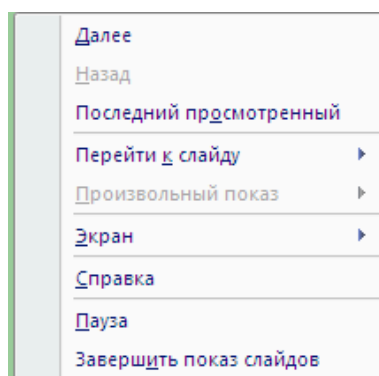 Далее
Назад
Последний просмотренный
Перейти к слайду
Произвольный показ
Экран
Справка
Пауза
Завершить показ слайдов